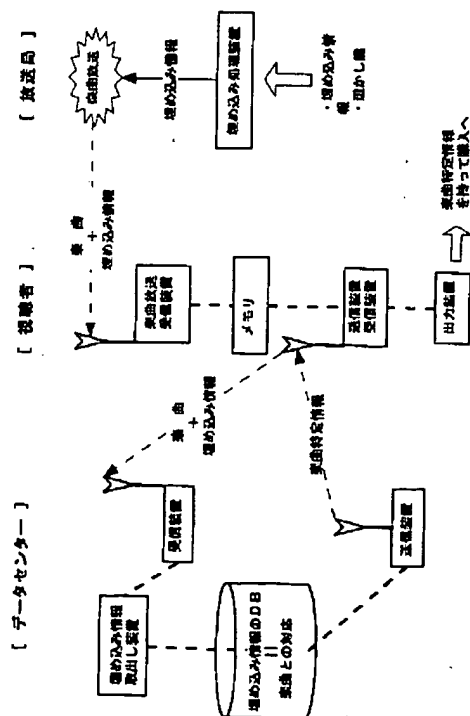 [ 放送局 ]
楽曲放送
埋め込み情報
埋め込み処理装置
・埋め込み情
報
・透かし鍵
[ 視聴者 ]
楽 曲
+
埋め込み情報
楽曲放送
受信装置
メモリ
送信装置
受信装置
出力装置
楽曲特定情報
を持って購入へ
[ データセンター ]
楽 曲
+
埋め込み情報
楽曲特定情報
受信装置
送信装置
埋め込み情報
取出し装置
埋め込み情報のDB
||
楽曲との対応